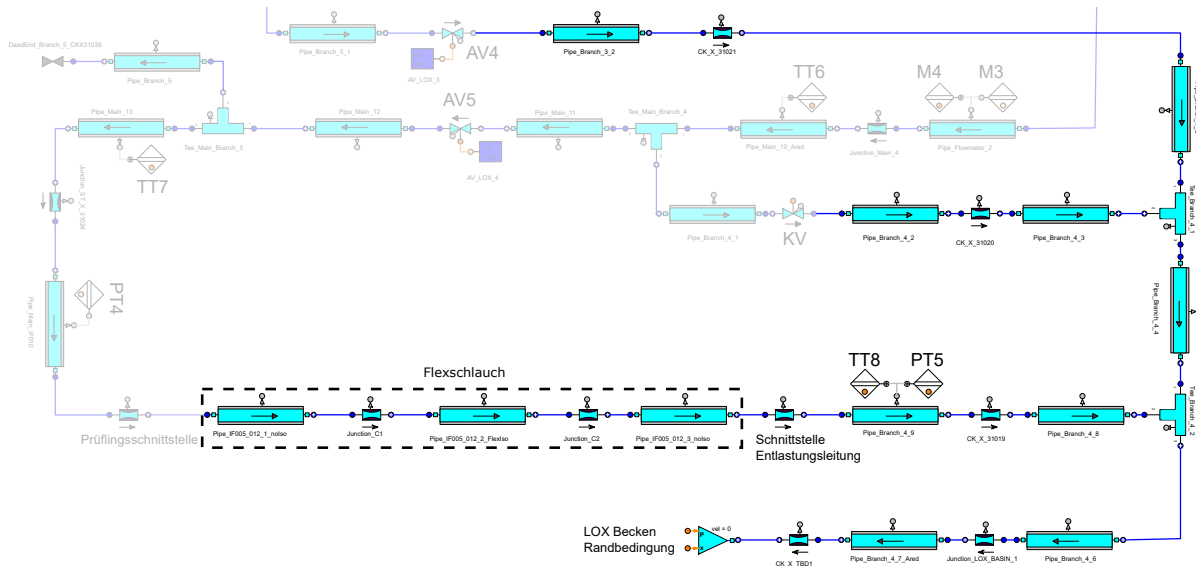 Pipe_Branch_3_1
AV4
AV_LOX_3
Pipe_Branch_3_2
CK_X_31021
DeadEnd_Branch_5_CKX31038
Pipe_Branch_5
Pipe_Main_13
TT7
Tee_Main_Branch_5
Pipe_Main_12
AV5
AV_LOX_4
Pipe_Main_11
Tee_Main_Branch_4
TT6
Pipe_Main_10_Ared
Junction_Main_4
M4
M3
Pipe_Flowmeter_2
Pipe_Branch_4_1
KV
Pipe_Branch_4_2
CK_X_31020
Pipe_Branch_4_3
Tee_Branch_4_1
Pipe_Branch_4_4
PT4
Prüflingsschnittstelle
Flexschlauch
Pipe_IF005_012_1_noIso
Junction_C1
Pipe_IF005_012_2_FlexIso
Junction_C2
Pipe_IF005_012_3_noIso
Schnittstelle
Entlastungsleitung
TT8
PT5
Pipe_Branch_4_9
CK_X_31019
Pipe_Branch_4_8
Tee_Branch_4_2
LOX Becken
Randbedingung
P
x
vel = 0
CK_X_TBD1
Pipe_Branch_4_7_Ared
Junction_LOX_BASIN_1
Pipe_Branch_4_6